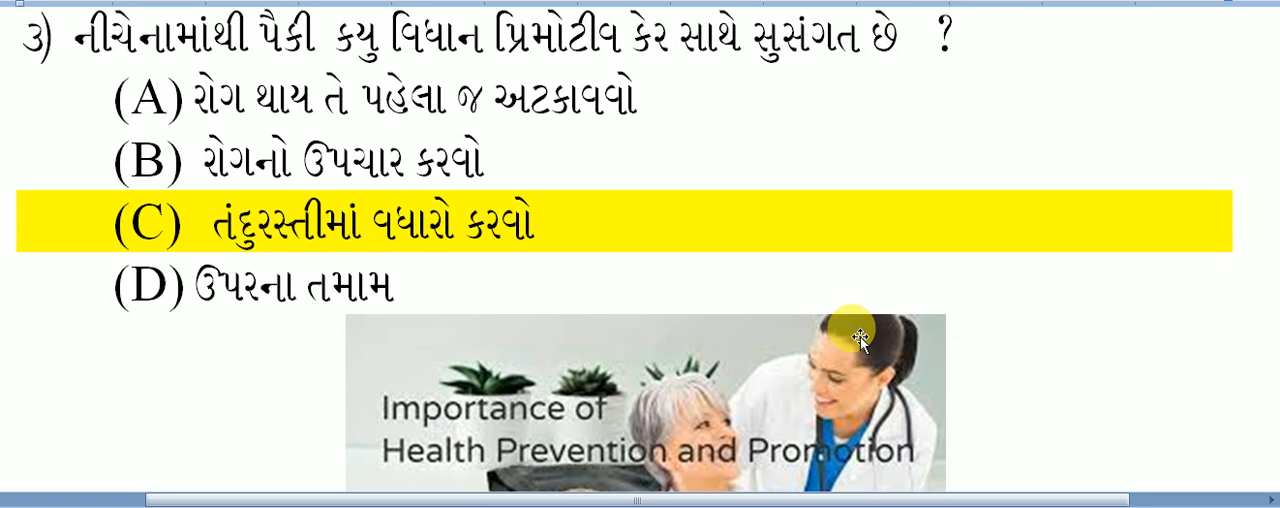 ૩) નીચેનામાંથી પૈકી કયુ વિધાન પ્રિમોટીવ કેર સાથે સુસંગત છે ?
(A) રોગ થાય તે પહેલા જ અટકાવવો
(B) રોગનો ઉપચાર કરવો
(C) તંદુરસ્તીમાં વધારો કરવો
(D) ઉપરના તમામ
Importance of
Health Prevention and Promotion